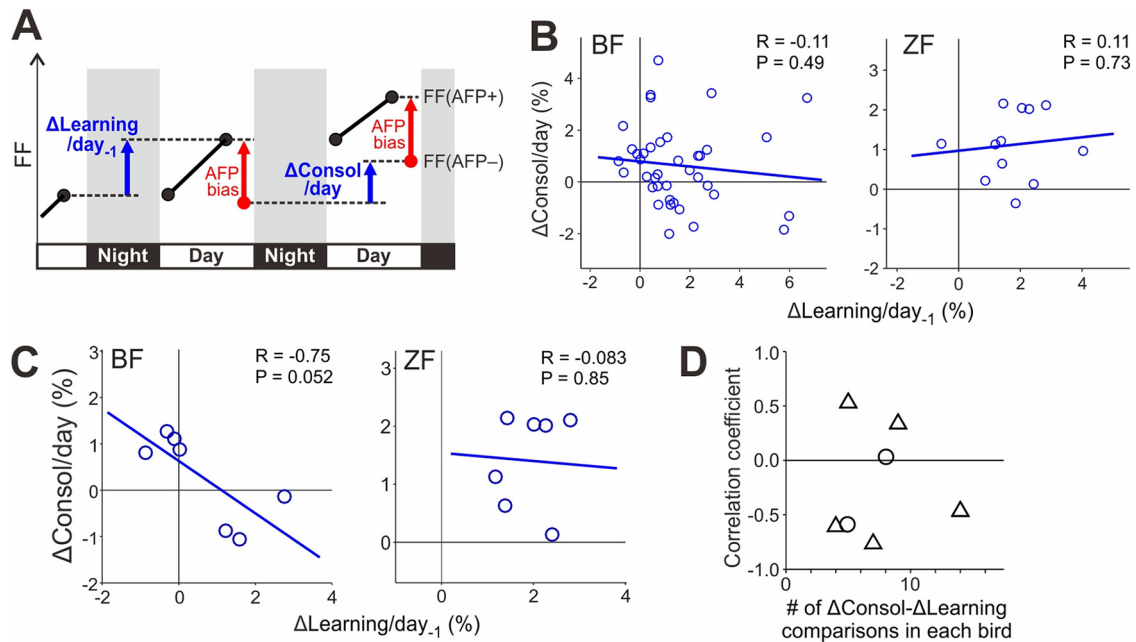 A
FF
ΔLearning
/day-1
AFP
bias
ΔConsol
/day
FF(AFP+)
AFP
bias
FF(AFP–)
Night
Day
Night
Day
B
BF
R = -0.11
P = 0.49
ΔConsol/day (%)
4
2
0
-2
-2
0
2
4
6
ZF
R = 0.11
P = 0.73
3
2
1
0
-1
-2
-2
0
2
4
ΔLearning/day-1 (%)
C
BF
R = -0.75
P = 0.052
ΔConsol/day (%)
3
2
1
0
-1
-2
-2
0
2
4
ZF
R = -0.083
P = 0.85
3
2
1
0
0
2
4
ΔLearning/day-1 (%)
D
Correlation coefficient
1.0
0.5
0.0
-0.5
-1.0
0
10
# of ΔConsol-ΔLearning
comparisons in each bird